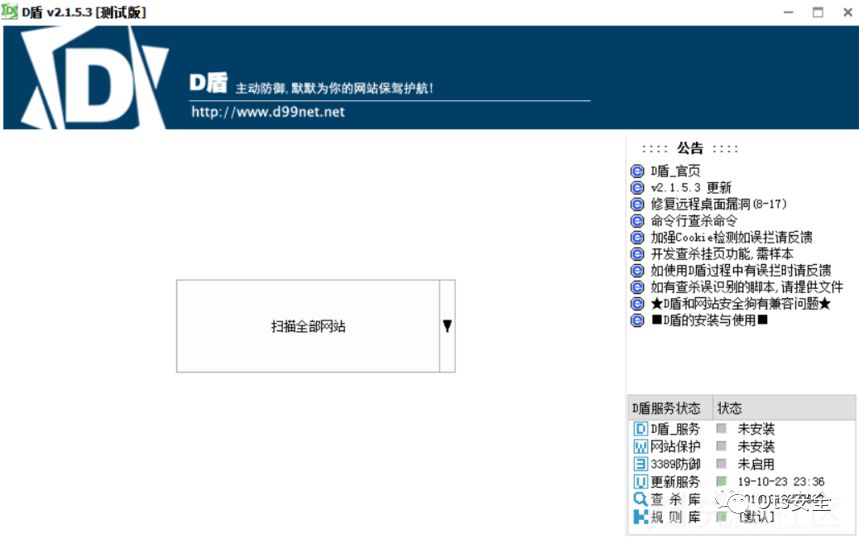 D盾 v2.1.5.3 [测试版]
D
D盾 主动防御,默默为你的网站保驾护航!
http://www.d99net.net
:::: 公告 ::::
D盾_官页
v2.1.5.3 更新
修复远程桌面漏洞(8-17)
命令行查杀命令
加强Cookie检测如误拦请反馈
开发查杀挂页功能,需样本
如使用D盾过程中有误拦时请反馈
如有查杀误识别的脚本,请提供文件
★D盾和网站安全狗有兼容问题★
■D盾的安装与使用■
扫描全部网站
D盾服务状态 状态
D盾_服务 未安装
网站保护 未安装
3389防御 未启用
更新服务 19-10-23 23:36
查 杀 库
规 则 库 [默认]
安全